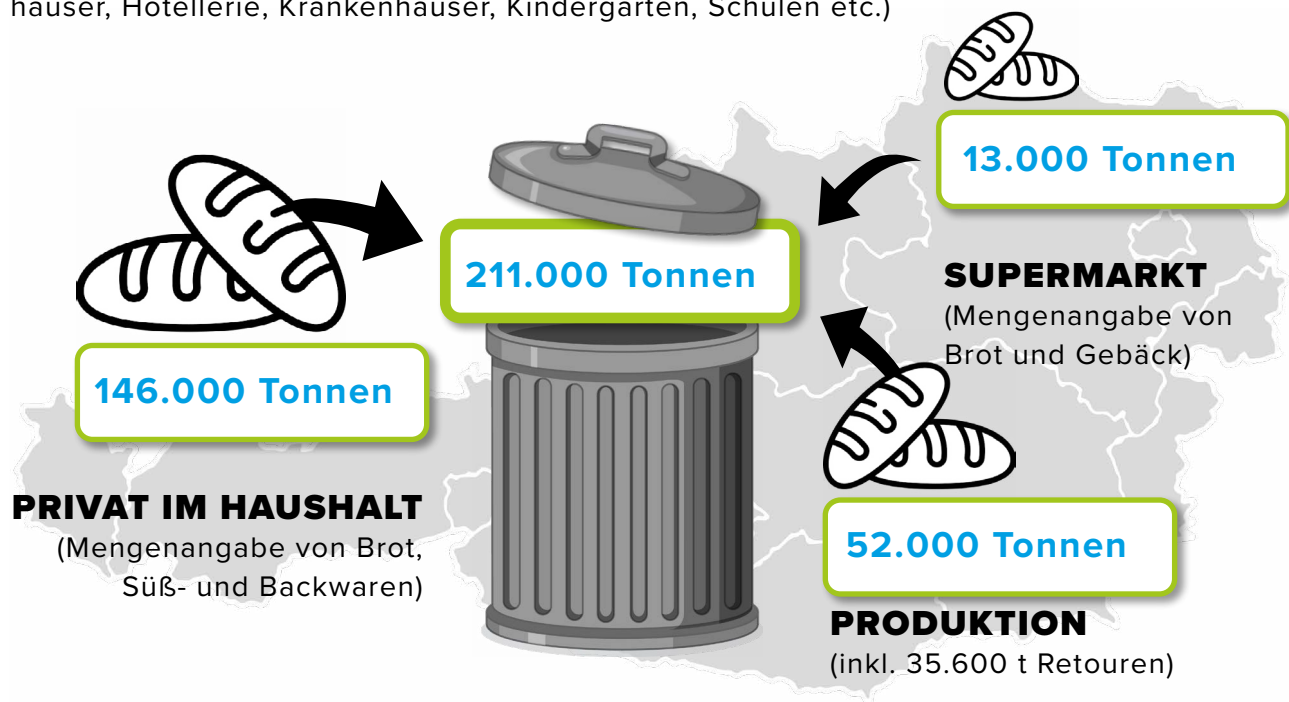 häuser, Hotellerie, Krankenhäuser, Kindergärten, Schulen etc.)
13.000 Tonnen
SUPERMARKT
(Mengenangabe von
Brot und Gebäck)
211.000 Tonnen
146.000 Tonnen
PRIVAT IM HAUSHALT
(Mengenangabe von Brot,
Süß- und Backwaren)
52.000 Tonnen
PRODUKTION
(inkl. 35.600 t Retouren)